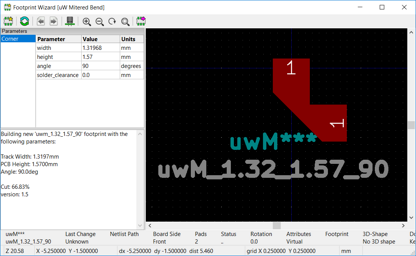 Footprint Wizard [uW Mitered Bend]
Parameters
Corner
Parameter Value Units
width 1.31968 mm
height 1.57 mm
angle 90 degrees
solder_clearance 0.0 mm
Building new 'uwm_1.32_1.57_90' footprint with the
following parameters:
Track Width: 1.3197mm
PCB Height: 1.5700mm
Angle: 90.0deg
Cut: 66.83%
version: 1.5
1
1
uwM***
uwM_1.32_1.57_90
uwM*** Last Change Netlist Path Board Side Pads Status Rotation Attributes Footprint 3D-Shape
uwM_1.32_1.57_90 Unknown Front 2 .. 0.0 Virtual No 3D shape
Z 20.58 X -5.250000 Y -1.500000 dx -5.250000 dy -1.500000 dist 5.460 grid X 0.250000 Y 0.250000 mm